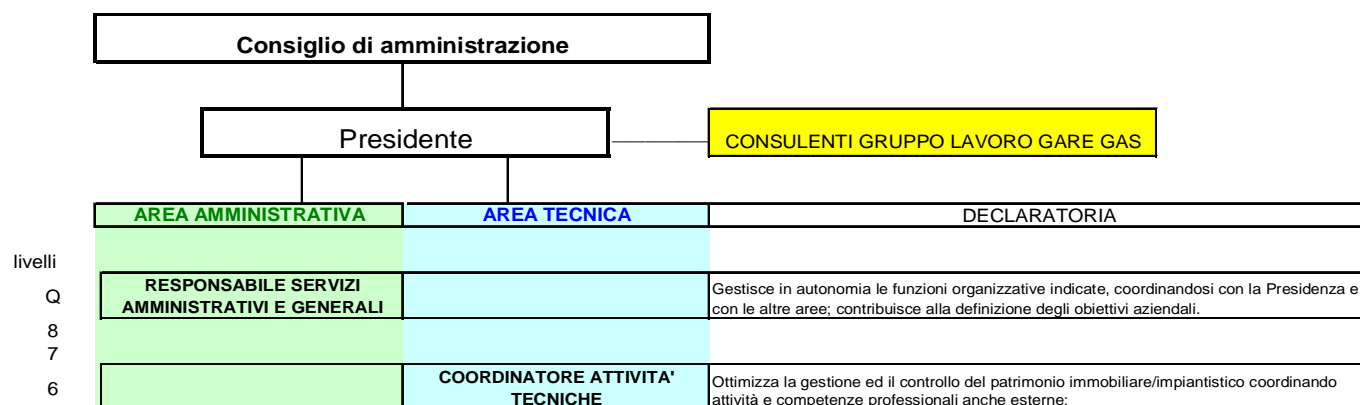 Consiglio di amministrazione
Presidente
CONSULENTI GRUPPO LAVORO GARE GAS
AREA AMMINISTRATIVA
AREA TECNICA
DECLARATORIA
livelli
Q
RESPONSABILE SERVIZI
AMMINISTRATIVI E GENERALI
Gestisce in autonomia le funzioni organizzative indicate, coordinandosi con la Presidenza e
con le altre aree; contribuisce alla definizione degli obiettivi aziendali.
8
7
6
COORDINATORE ATTIVITA'
TECNICHE
Ottimizza la gestione ed il controllo del patrimonio immobiliare/impiantistico coordinando
attività e competenze professionali anche esterne;